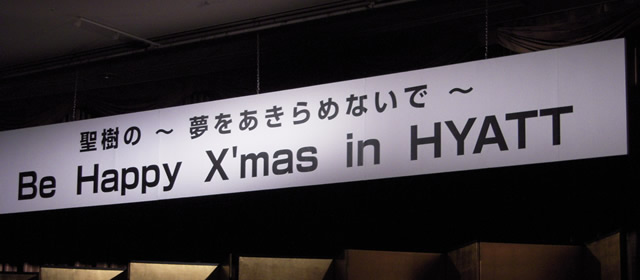 聖樹の ～ 夢をあきらめないで ～
Be Happy X'mas in HYATT